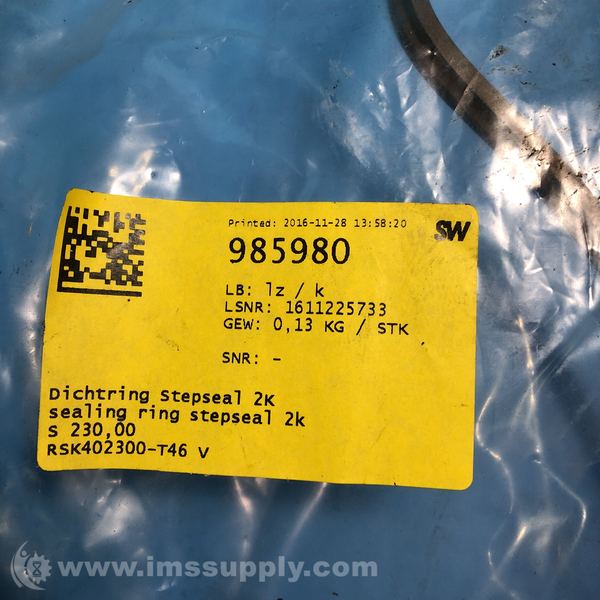 Printed: 2016-11-28 13:58:20
SW
985980
LB: lz / k
LSNR: 1611225733
GEW: 0,13 KG / STK
SNR: -
Dichtring Stepseal 2K
sealing ring stepseal 2k
S 230,00
RSK402300-T46 V
www.imssupply.com